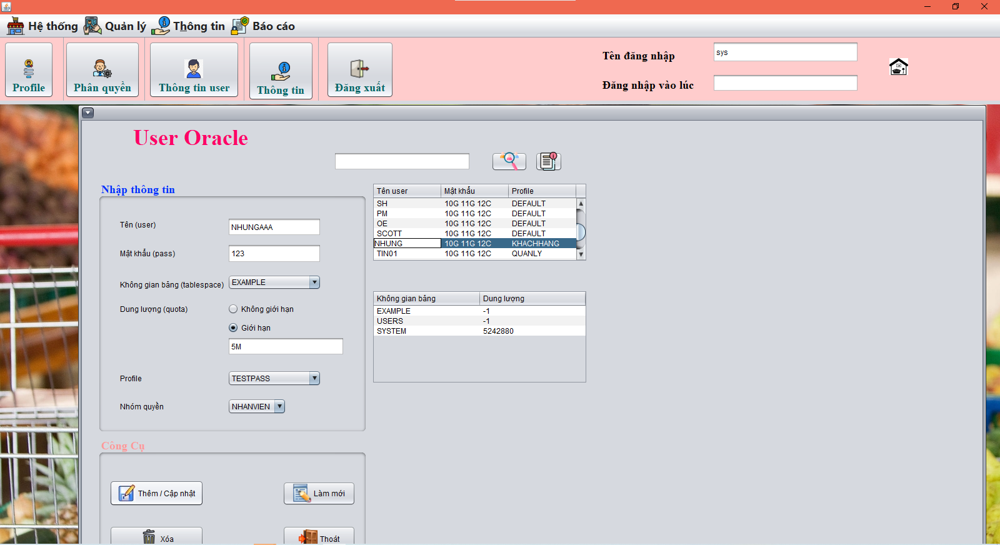 Hệ thống Quản lý Thông tin Báo cáo
Profile Phân quyền Thông tin user Thông tin Đăng xuất
Tên đăng nhập sys
Đăng nhập vào lúc
User Oracle
Nhập thông tin
Tên (user) NHUNGAAA
Mật khẩu (pass) 123
Không gian bảng (tablespace) EXAMPLE
Dung lượng (quota) Không giới hạn
Giới hạn
5M
Profile TESTPASS
Nhóm quyền NHANVIEN
Tên user Mật khẩu Profile
SH 10G 11G 12C DEFAULT
PM 10G 11G 12C DEFAULT
OE 10G 11G 12C DEFAULT
SCOTT 10G 11G 12C DEFAULT
NHUNG 10G 11G 12C KHACHHANG
TIN01 10G 11G 12C QUANLY
Không gian bảng Dung lượng
EXAMPLE -1
USERS -1
SYSTEM 5242880
Công Cụ
Thêm / Cập nhật Làm mới
Xóa Thoát